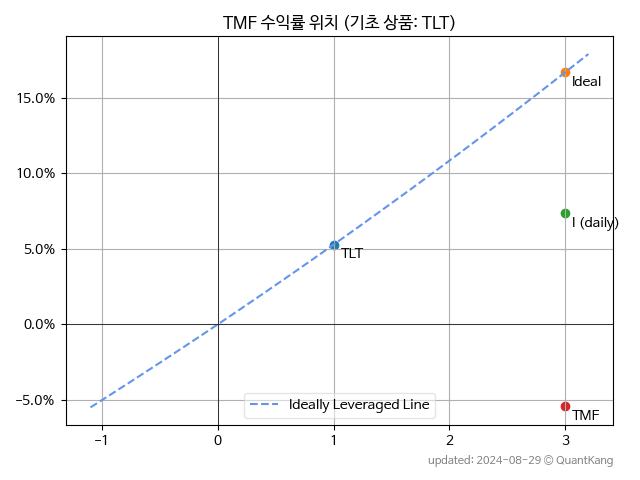 TMF 수익률 위치 (기초 상품: TLT)
15.0%
10.0%
5.0%
0.0%
−5.0%
Ideal
I (daily)
TLT
TMF
Ideally Leveraged Line
−1
0
1
2
3
updated: 2024-08-29 © QuantKang